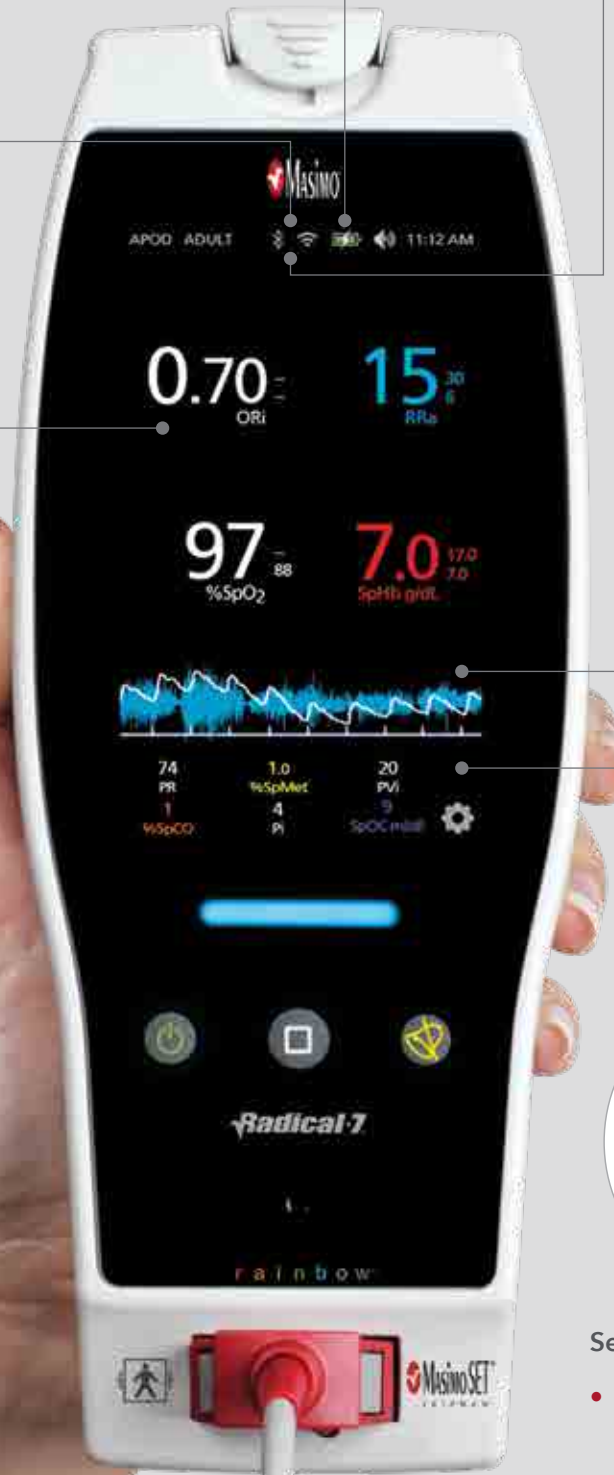 MASIMO
APOD ADULT 11:12 AM
0.70 15 30
6
ORi RRa
97 88 7.0 17.0
7.0
%SpO2 SpHb g/dL
74 1.0 20
PR %SpMet PVi
1 4 9
%SpCO Pi SpOC ml/dl
Radical-7
rainbow
MASIMO SET
Se